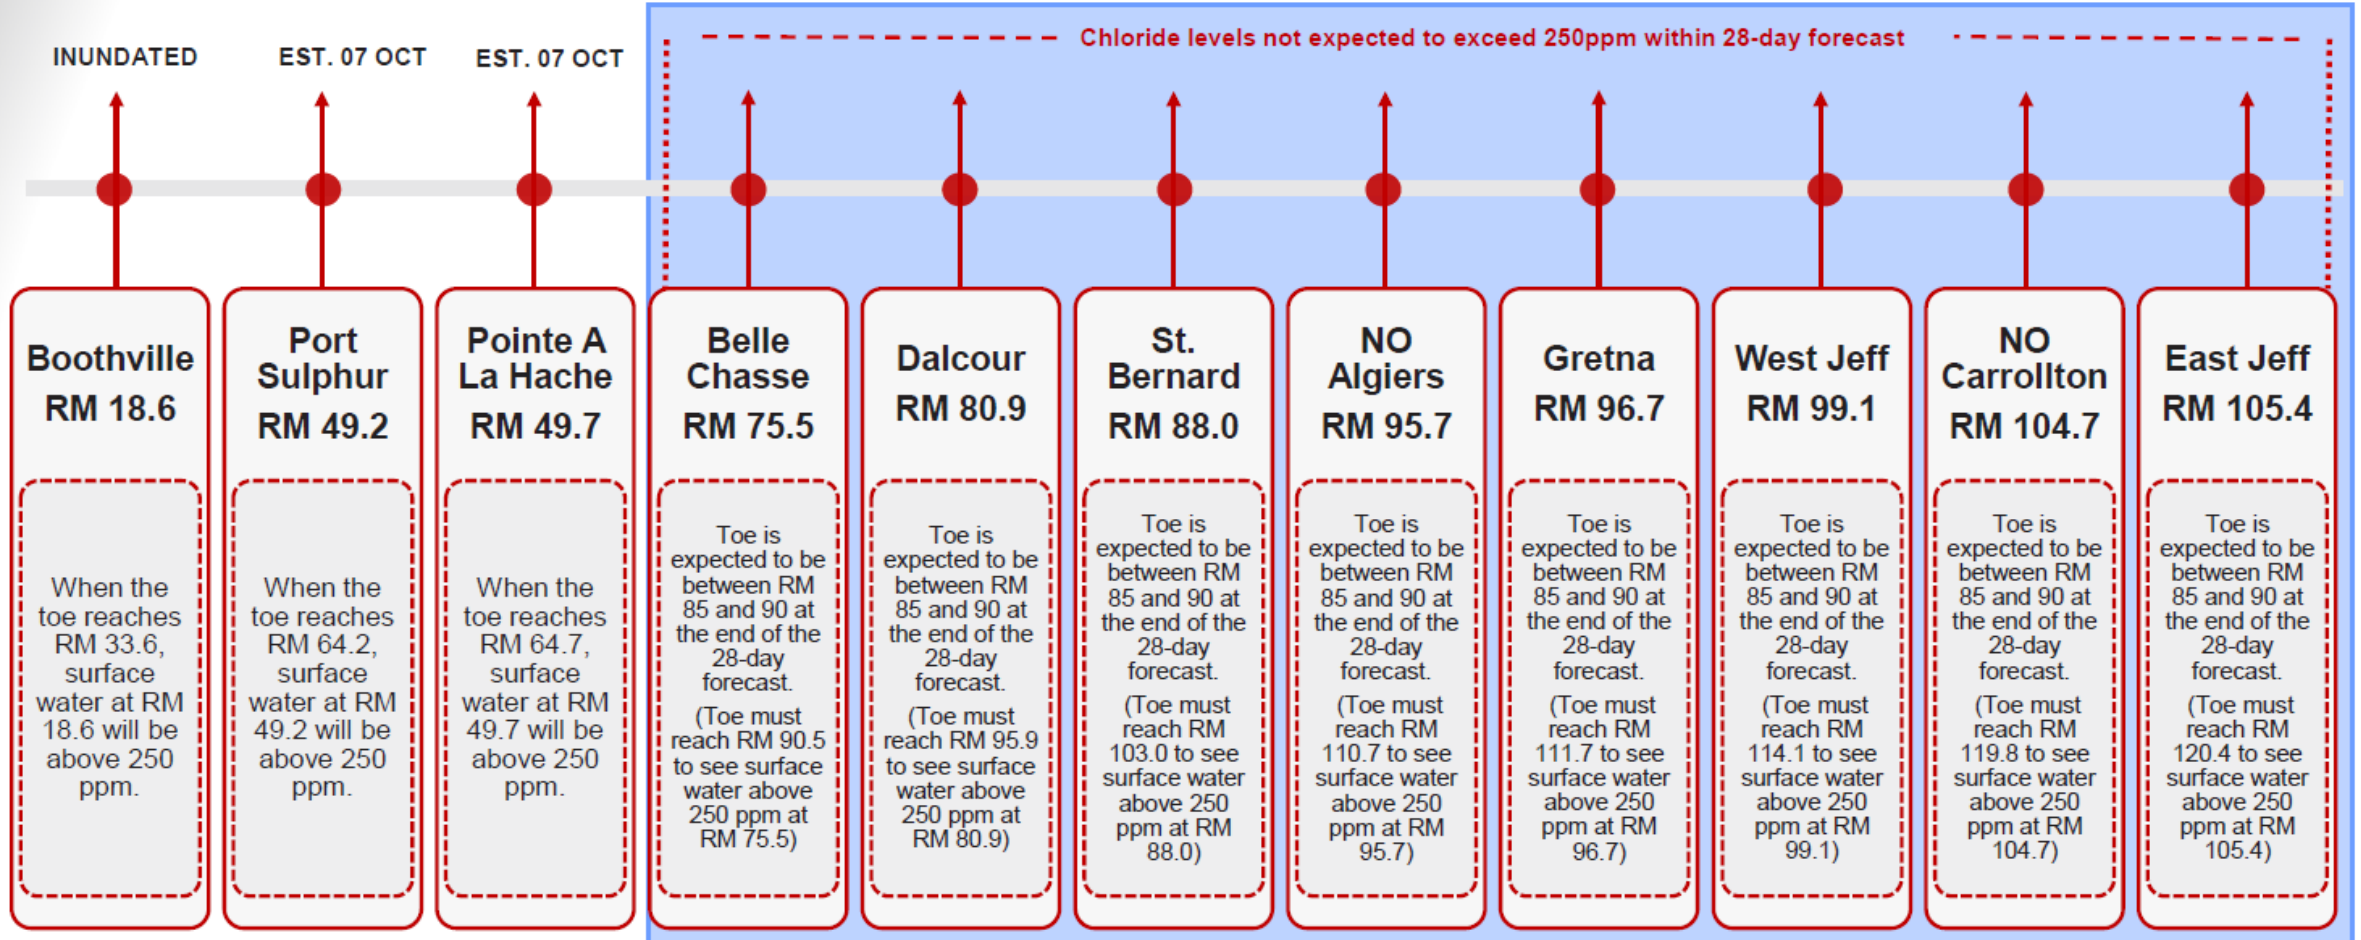 Chloride levels not expected to exceed 250ppm within 28-day forecast
INUNDATED
EST. 07 OCT
EST. 07 OCT
Boothville
RM 18.6
When the
toe reaches
RM 33.6,
surface
water at RM
18.6 will be
above 250
ppm.
Port
Sulphur
RM 49.2
When the
toe reaches
RM 64.2,
surface
water at RM
49.2 will be
above 250
ppm.
Pointe A
La Hache
RM 49.7
When the
toe reaches
RM 64.7,
surface
water at RM
49.7 will be
above 250
ppm.
Belle
Chasse
RM 75.5
Toe is
expected to be
between RM
85 and 90 at
the end of the
28-day
forecast.
(Toe must
reach RM 90.5
to see surface
water above
250 ppm at
RM 75.5)
Dalcour
RM 80.9
Toe is
expected to be
between RM
85 and 90 at
the end of the
28-day
forecast.
(Toe must
reach RM 95.9
to see surface
water above
250 ppm at
RM 80.9)
St.
Bernard
RM 88.0
Toe is
expected to be
between RM
85 and 90 at
the end of the
28-day
forecast.
(Toe must
reach RM
103.0 to see
surface water
above 250
ppm at RM
88.0)
NO
Algiers
RM 95.7
Toe is
expected to be
between RM
85 and 90 at
the end of the
28-day
forecast.
(Toe must
reach RM
110.7 to see
surface water
above 250
ppm at RM
95.7)
Gretna
RM 96.7
Toe is
expected to be
between RM
85 and 90 at
the end of the
28-day
forecast.
(Toe must
reach RM
111.7 to see
surface water
above 250
ppm at RM
96.7)
West Jeff
RM 99.1
Toe is
expected to be
between RM
85 and 90 at
the end of the
28-day
forecast.
(Toe must
reach RM
114.1 to see
surface water
above 250
ppm at RM
99.1)
NO
Carrollton
RM 104.7
Toe is
expected to be
between RM
85 and 90 at
the end of the
28-day
forecast.
(Toe must
reach RM
119.8 to see
surface water
above 250
ppm at RM
104.7)
East Jeff
RM 105.4
Toe is
expected to be
between RM
85 and 90 at
the end of the
28-day
forecast.
(Toe must
reach RM
120.4 to see
surface water
above 250
ppm at RM
105.4)